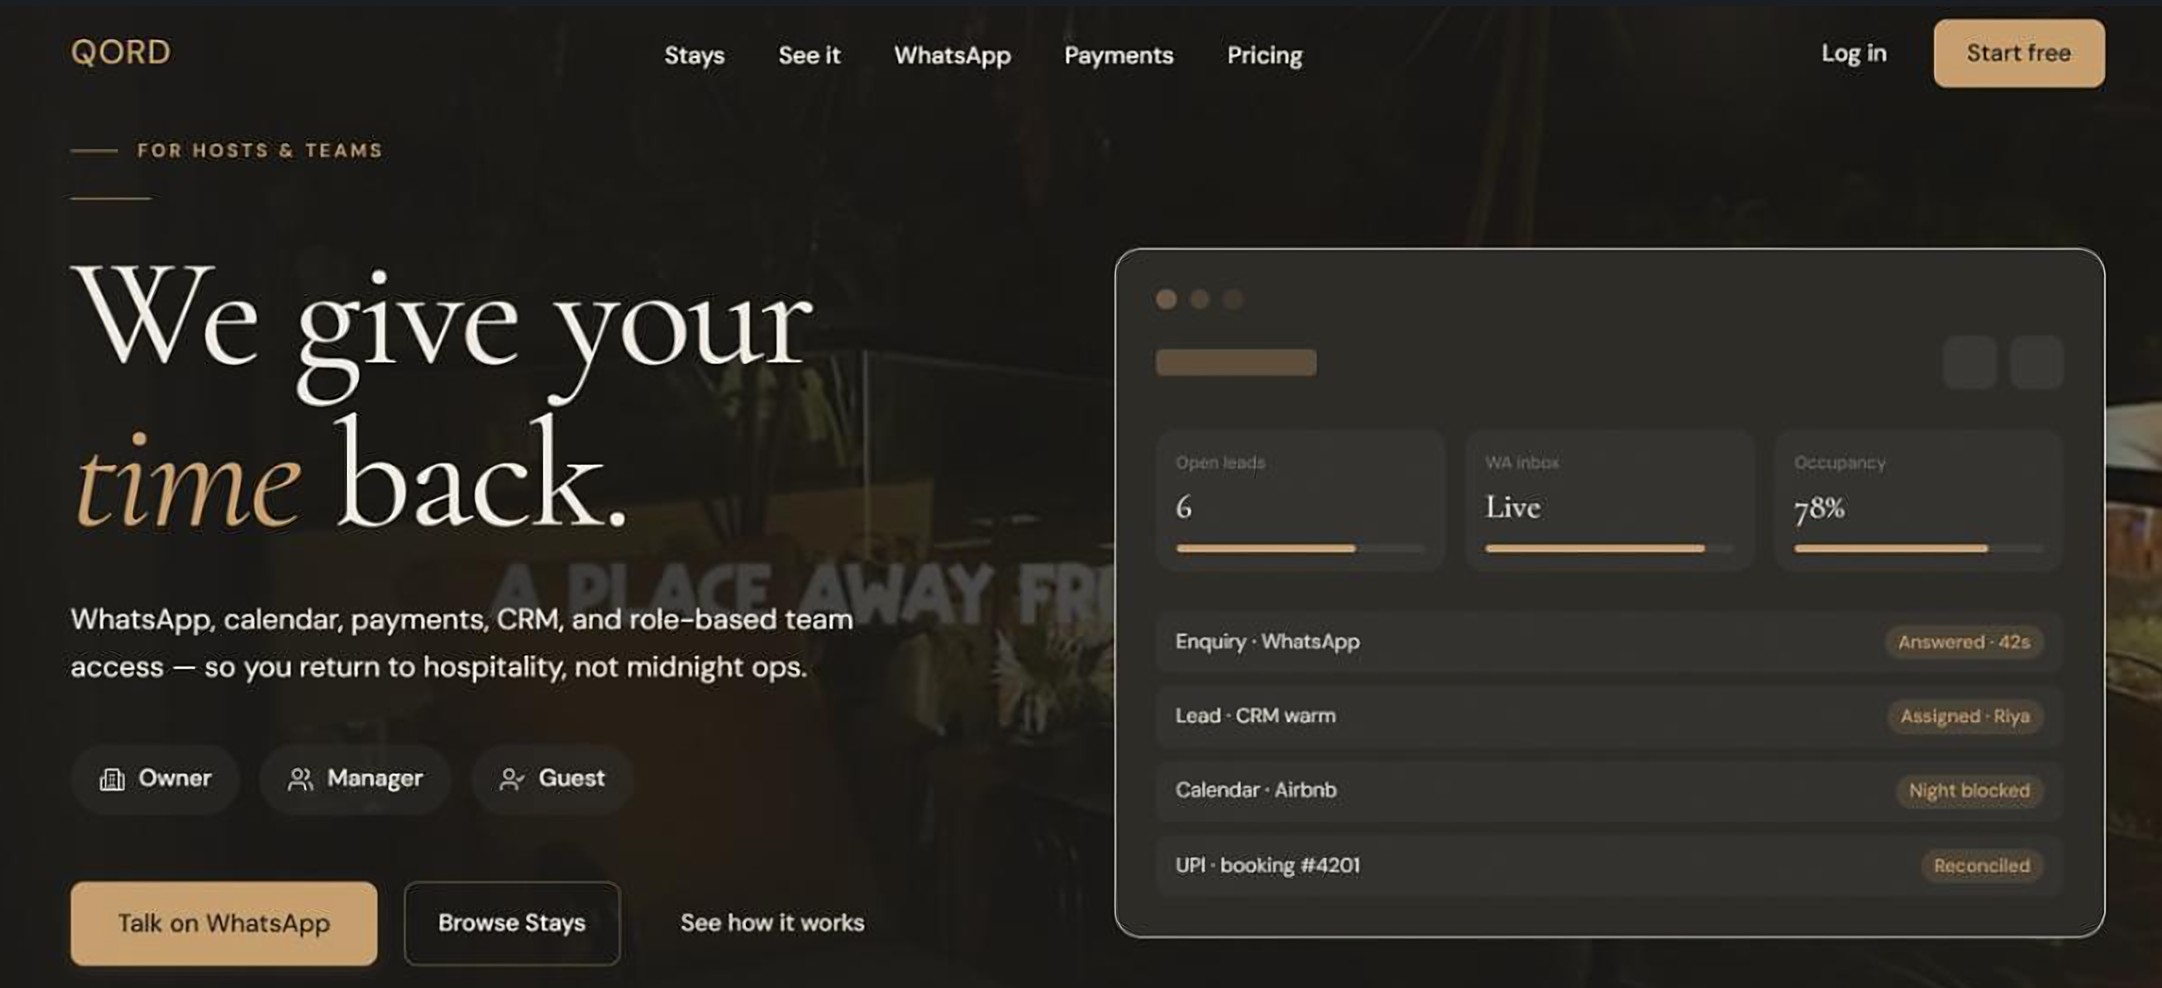 QORD
Stays
See it
WhatsApp
Payments
Pricing
Log in
Start free
FOR HOSTS & TEAMS
We give your
time back.
A PLACE AWAY
WhatsApp, calendar, payments, CRM, and role-based team
access — so you return to hospitality, not midnight ops.
Owner
Manager
Guest
Talk on WhatsApp
Browse Stays
See how it works
Open leads
6
WA inbox
Live
Occupancy
78%
Enquiry · WhatsApp
Answered · 42s
Lead · CRM warm
Assigned · Riya
Calendar · Airbnb
Night blocked
UPI · booking #4201
Reconciled